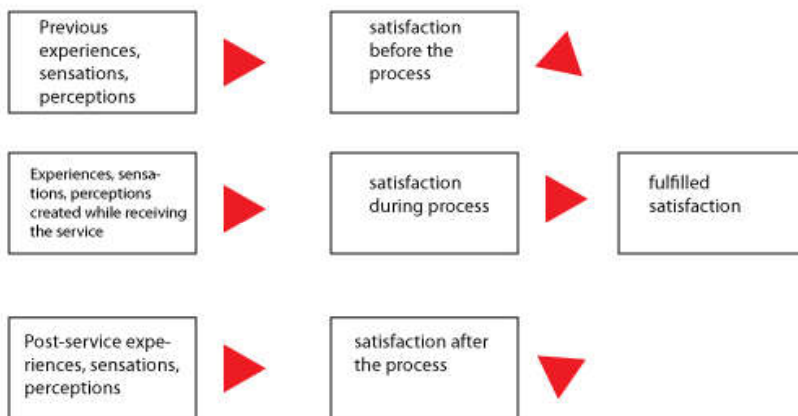 Previous
experiences,
sensations,
perceptions
satisfaction
before the
process
Experiences, sensa-
tions, perceptions
created while receiving
the service
satisfaction
during process
fulfilled
satisfaction
Post-service expe-
riences, sensations,
perceptions
satisfaction after
the process